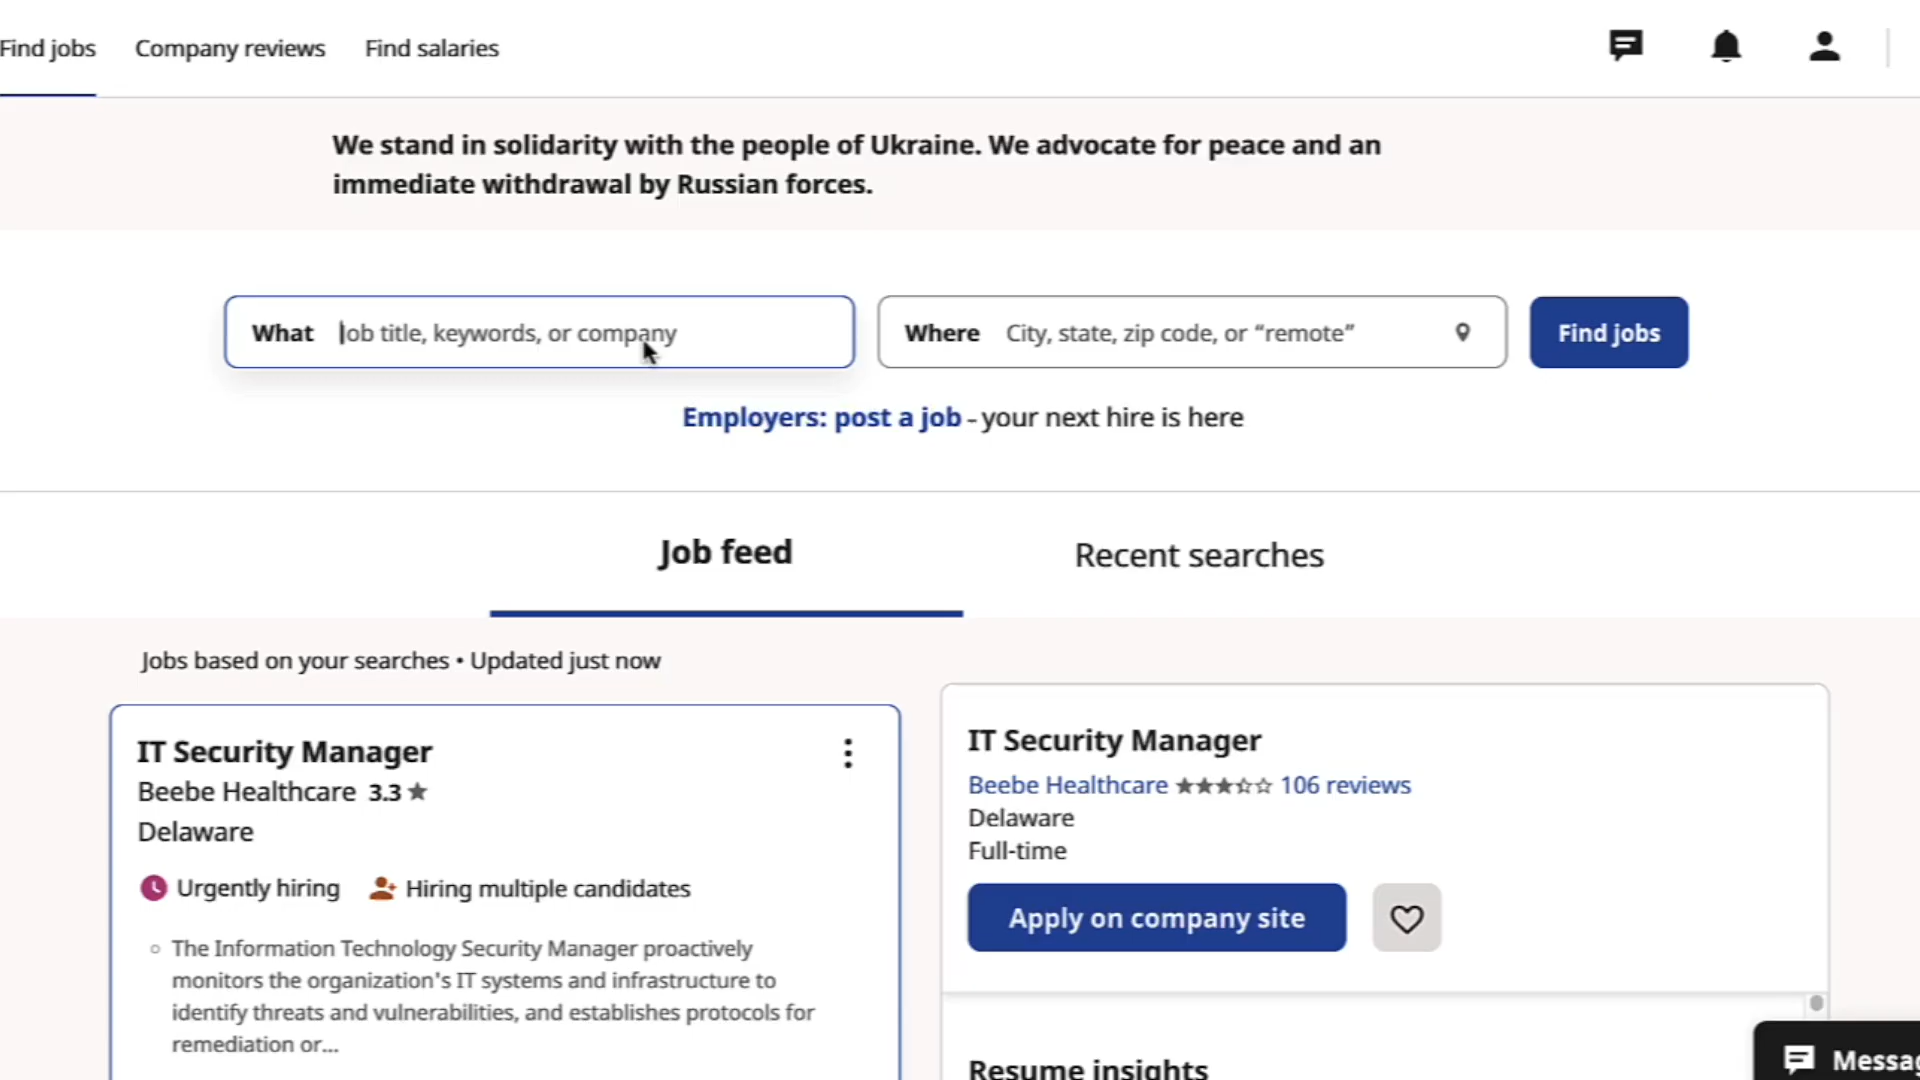 Find jobs Company reviews Find salaries
We stand in solidarity with the people of Ukraine. We advocate for peace and an
immediate withdrawal by Russian forces.
What Job title, keywords, or company Where City, state, zip code, or “remote” Find jobs
Employers: post a job - your next hire is here
Job feed Recent searches
Jobs based on your searches • Updated just now
IT Security Manager
Beebe Healthcare 3.3 ★
Delaware
Urgently hiring Hiring multiple candidates
The Information Technology Security Manager proactively
monitors the organization's IT systems and infrastructure to
identify threats and vulnerabilities, and establishes protocols for
remediation or...
IT Security Manager
Beebe Healthcare ★★★☆☆ 106 reviews
Delaware
Full-time
Apply on company site
Resume insights